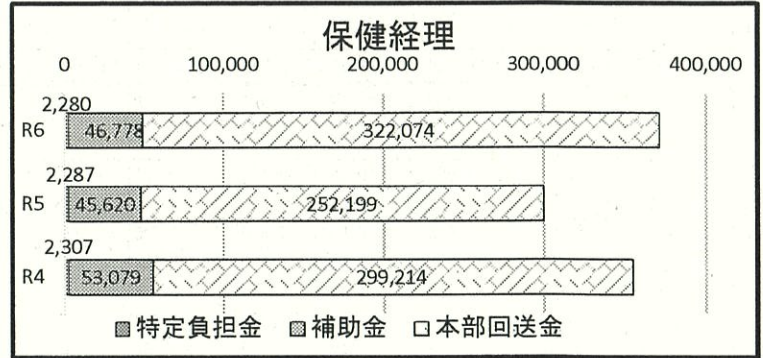 保健経理
0 100,000 200,000 300,000 400,000
2,280
R6 46,778 322,074
2,287
R5 45,620 252,199
2,307
R4 53,079 299,214
特定負担金 補助金 本部回送金